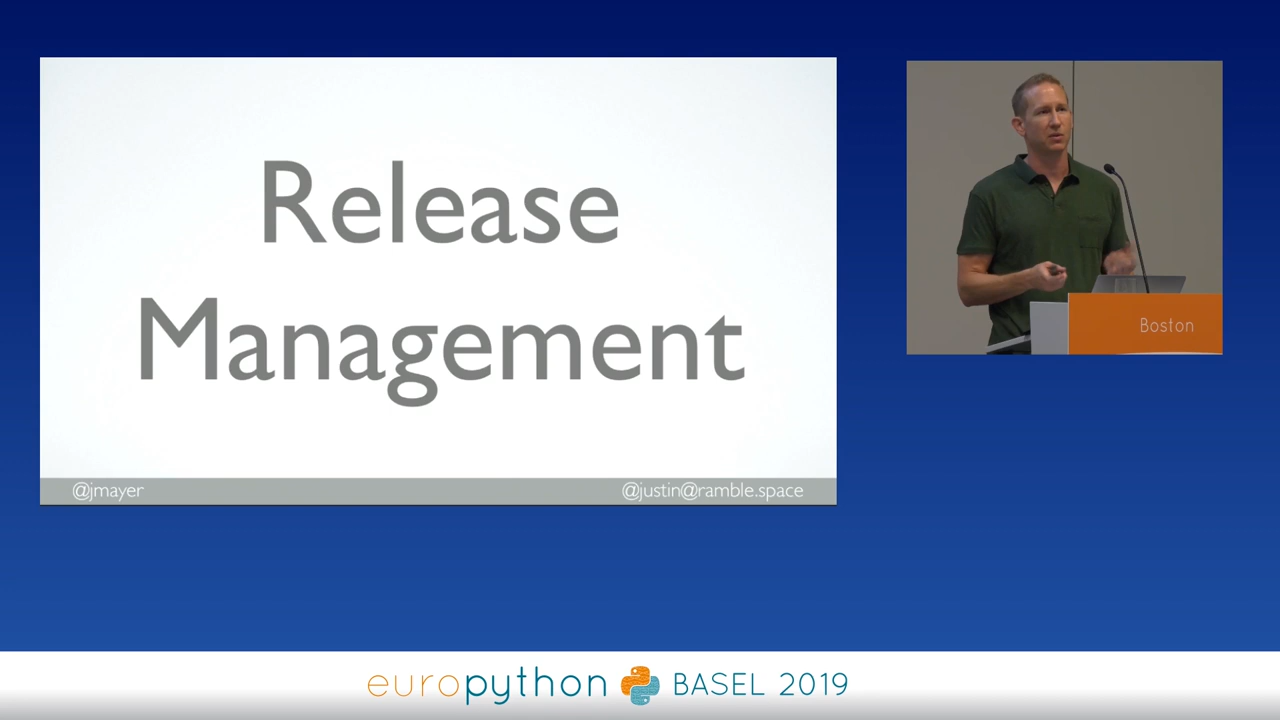 Release
Management
@jmayer
@justin@ramble.space
Boston
europython BASEL 2019